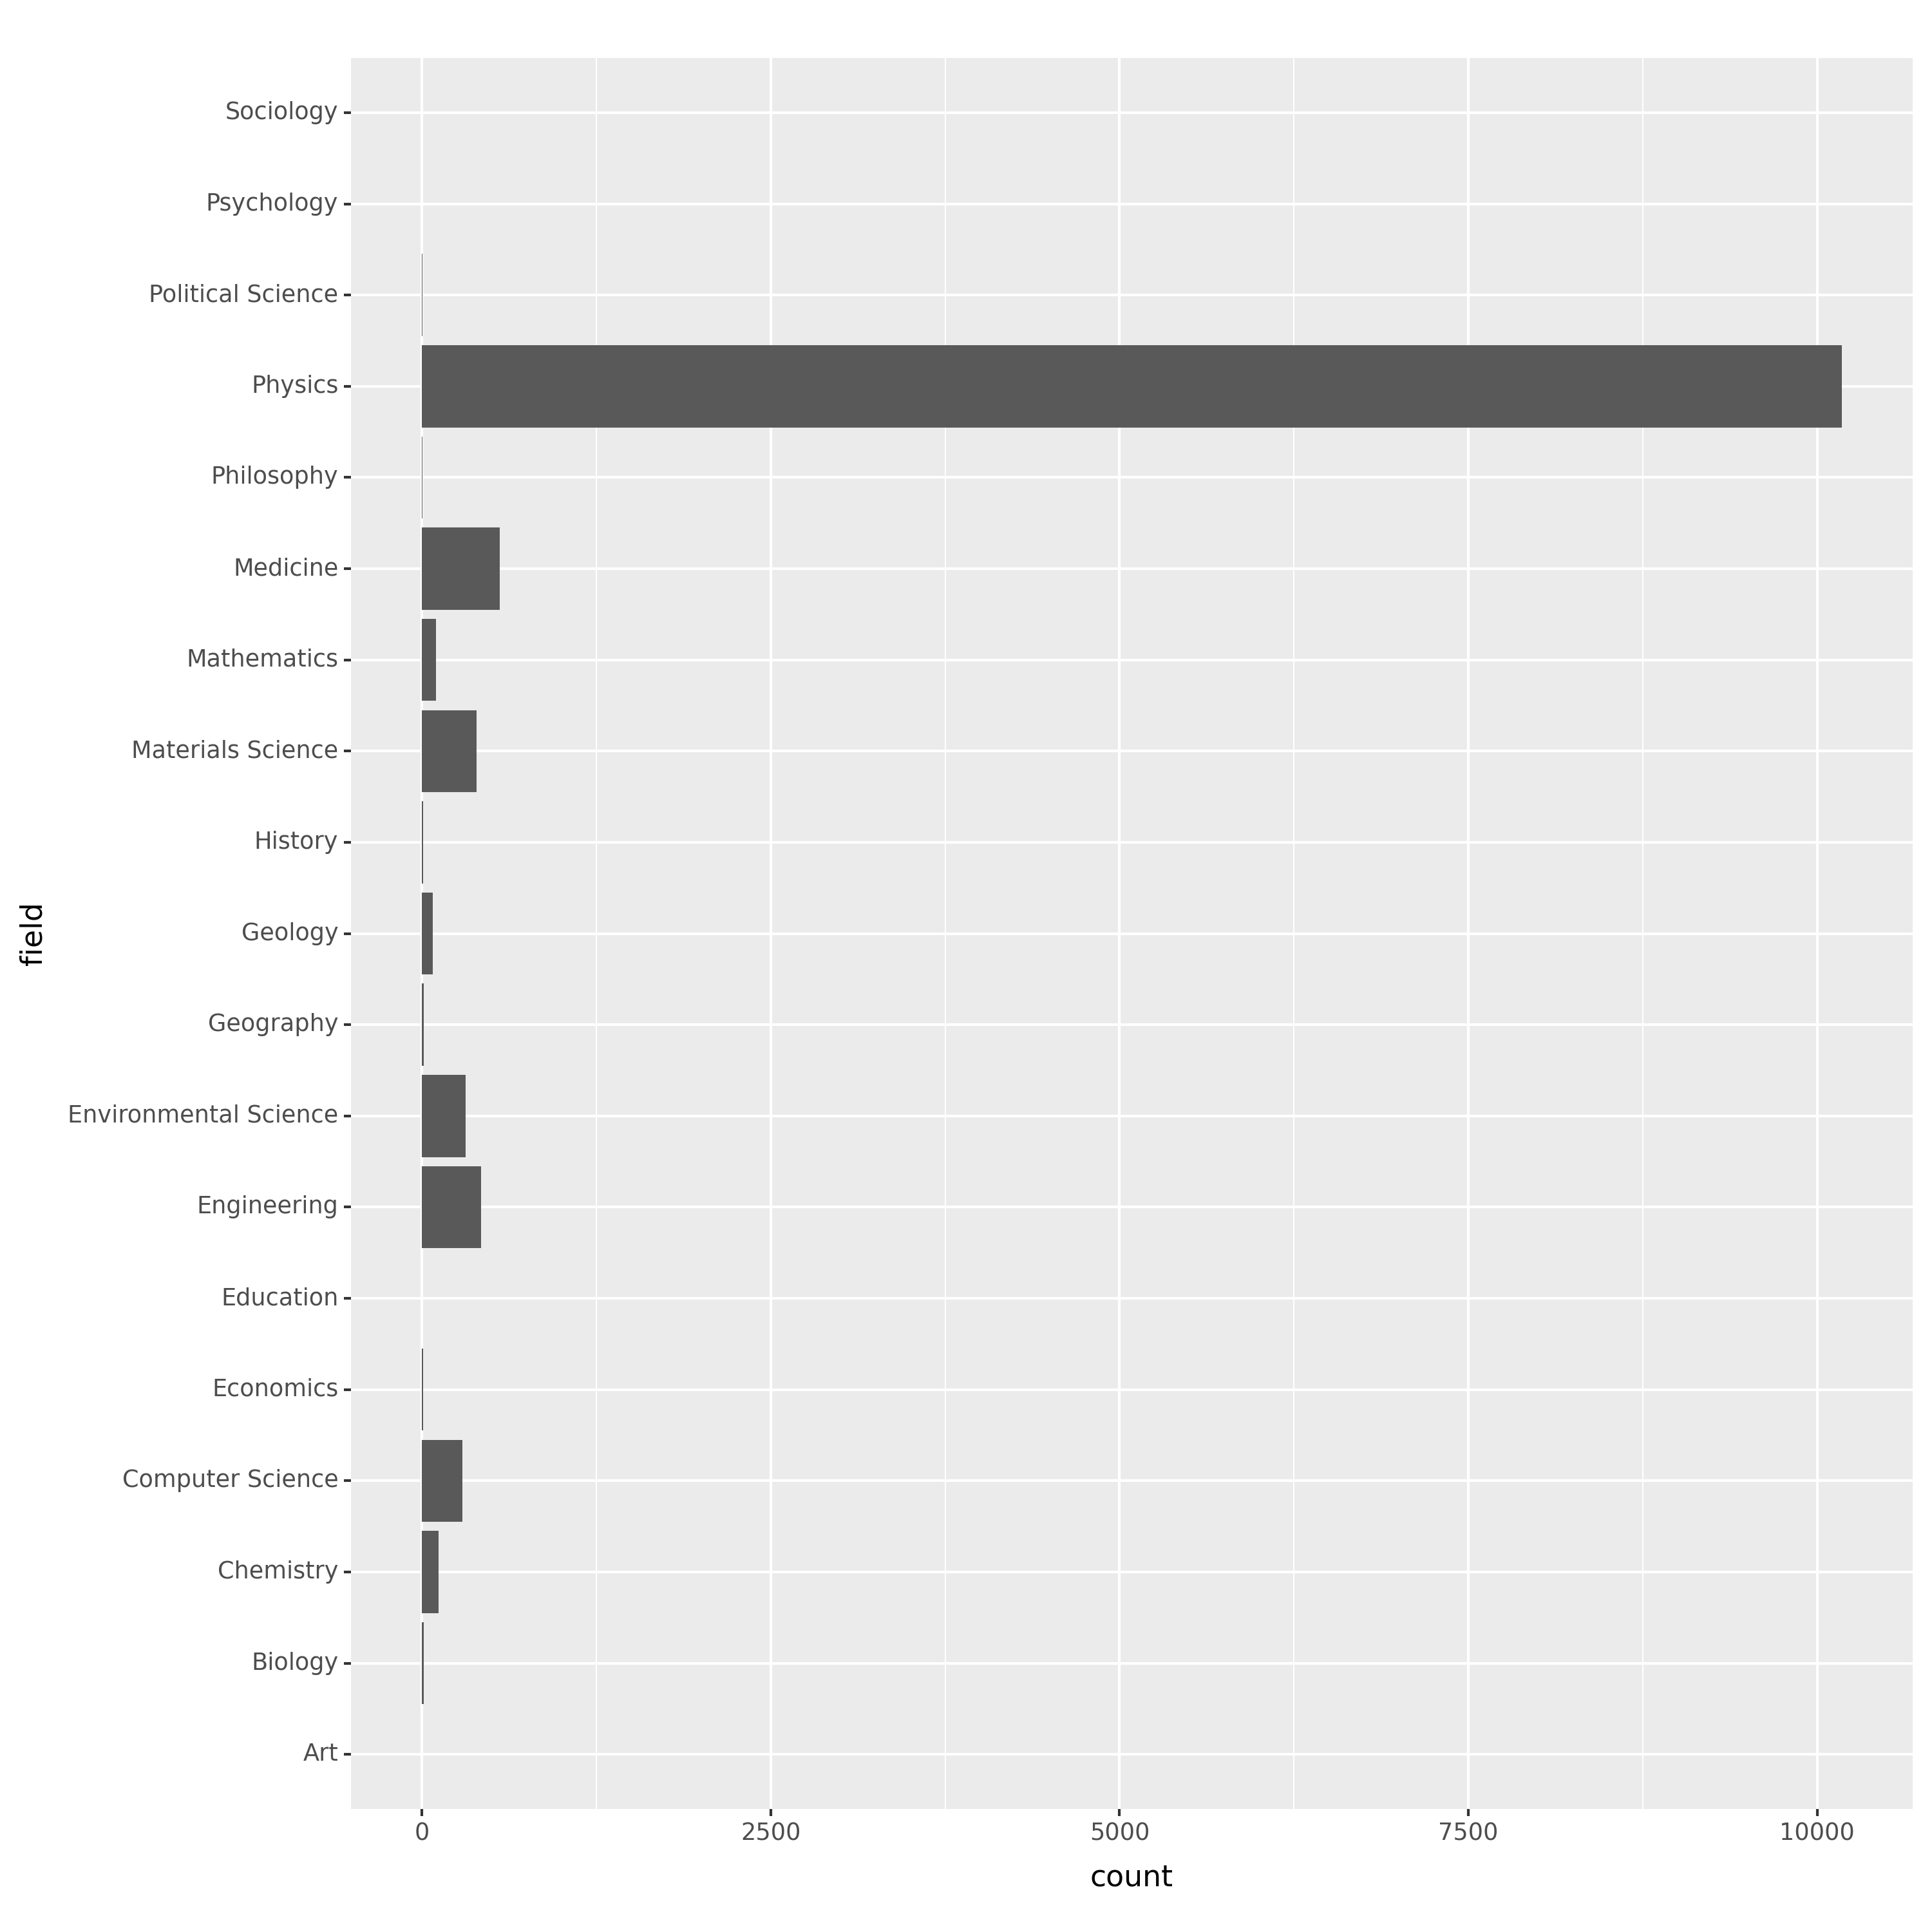 Sociology
Psychology
Political Science
Physics
Philosophy
Medicine
Mathematics
Materials Science
History
Geology
Geography
Environmental Science
Engineering
Education
Economics
Computer Science
Chemistry
Biology
Art
field
0 2500 5000 7500 10000
count